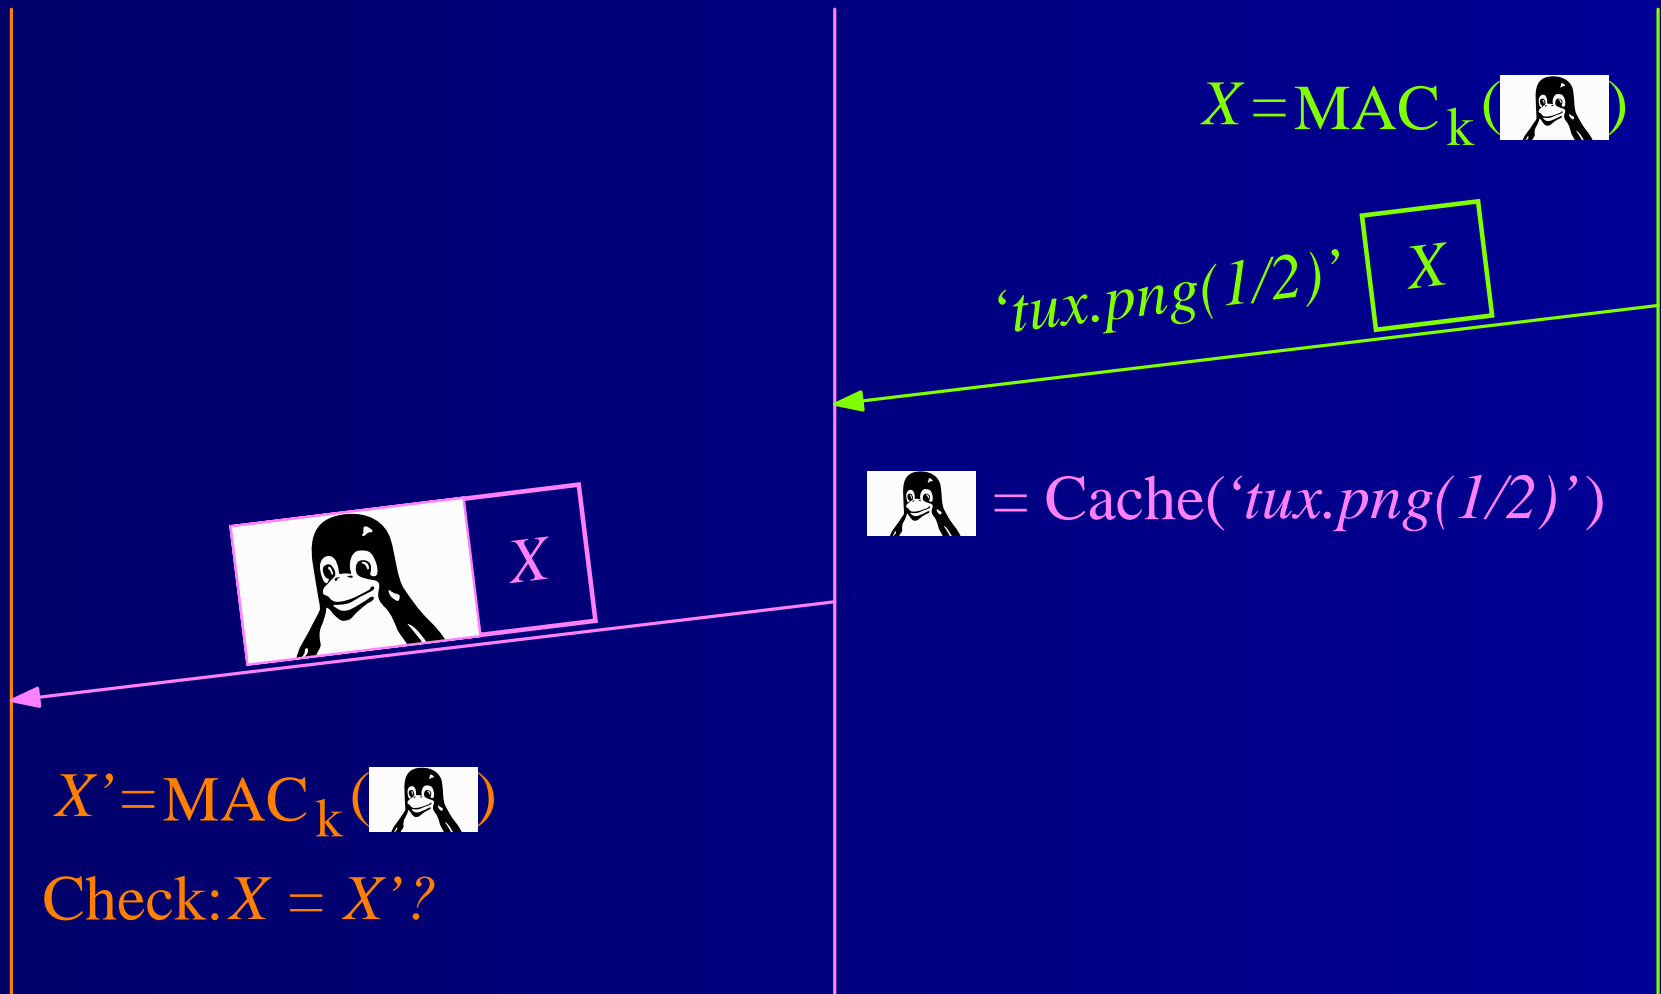 X=MACk( )
‘tux.png(1/2)’ X
= Cache(‘tux.png(1/2)’)
X
X’=MACk( )
Check: X = X’?